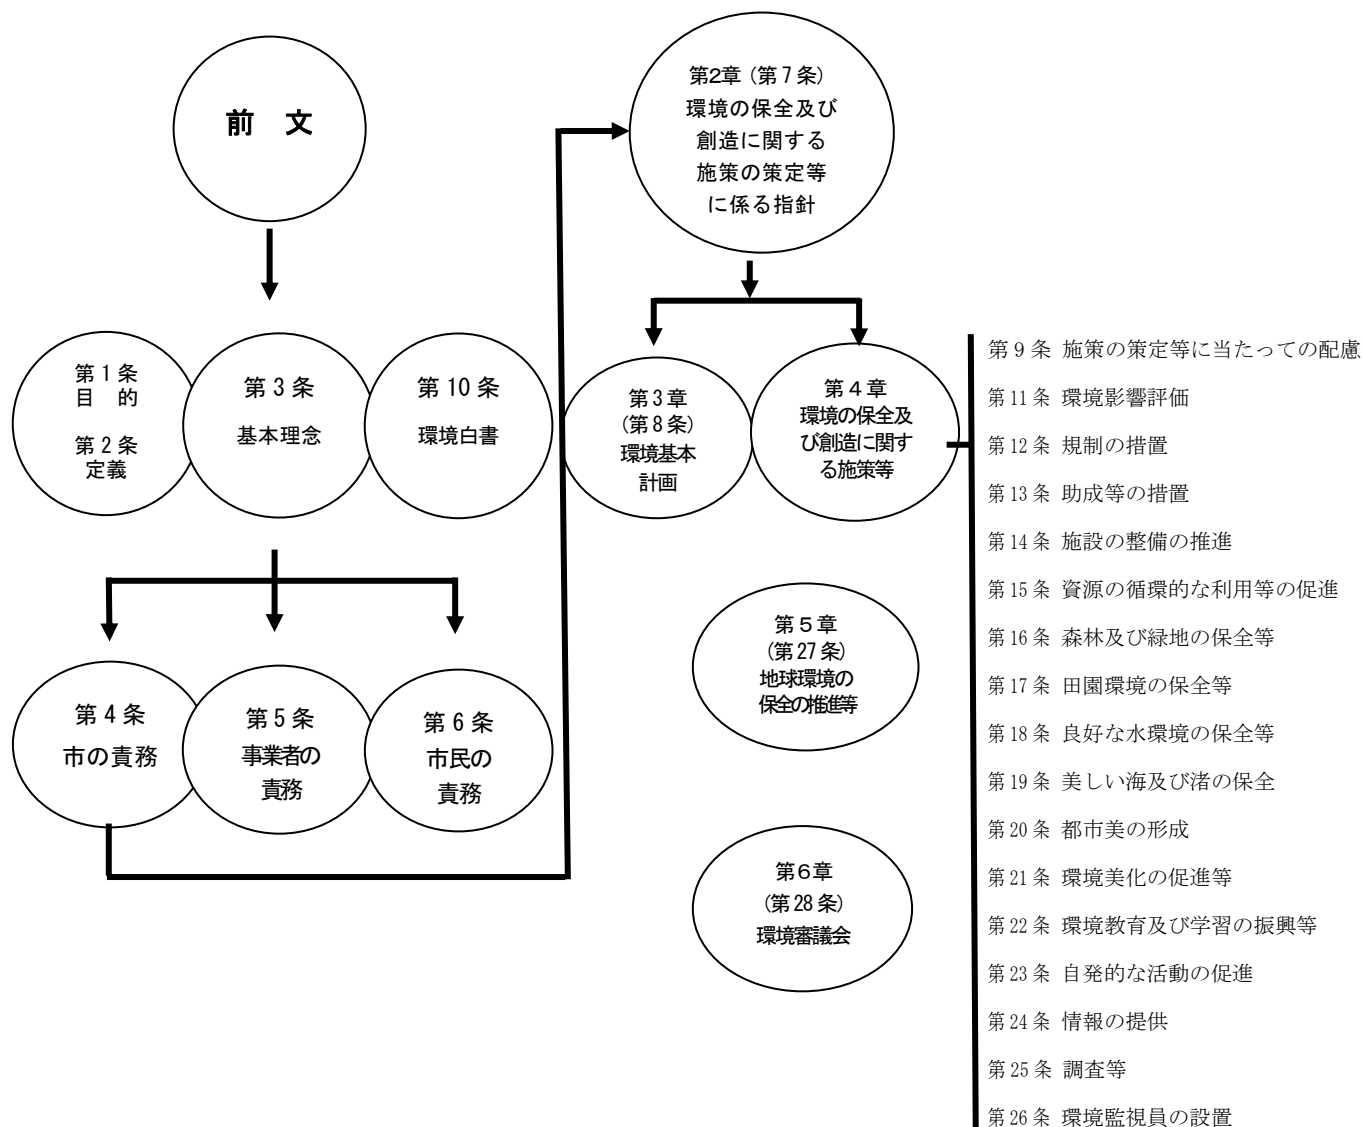 前　文
第1条
目　的
第2条
定義
第3条
基本理念
第10条
環境白書
第4条
市の責務
第5条
事業者の
責務
第6条
市民の
責務
第2章（第7条）
環境の保全及び
創造に関する
施策の策定等
に係る指針
第3章
(第8条)
環境基本
計画
第4章
環境の保全及
び創造に関す
る施策等
第5章
(第27条)
地球環境の
保全の推進等
第6章
(第28条)
環境審議会
第9条 施策の策定等に当たっての配慮
第11条 環境影響評価
第12条 規制の措置
第13条 助成等の措置
第14条 施設の整備の推進
第15条 資源の循環的な利用等の促進
第16条 森林及び緑地の保全等
第17条 田園環境の保全等
第18条 良好な水環境の保全等
第19条 美しい海及び渚の保全
第20条 都市美の形成
第21条 環境美化の促進等
第22条 環境教育及び学習の振興等
第23条 自発的な活動の促進
第24条 情報の提供
第25条 調査等
第26条 環境監視員の設置